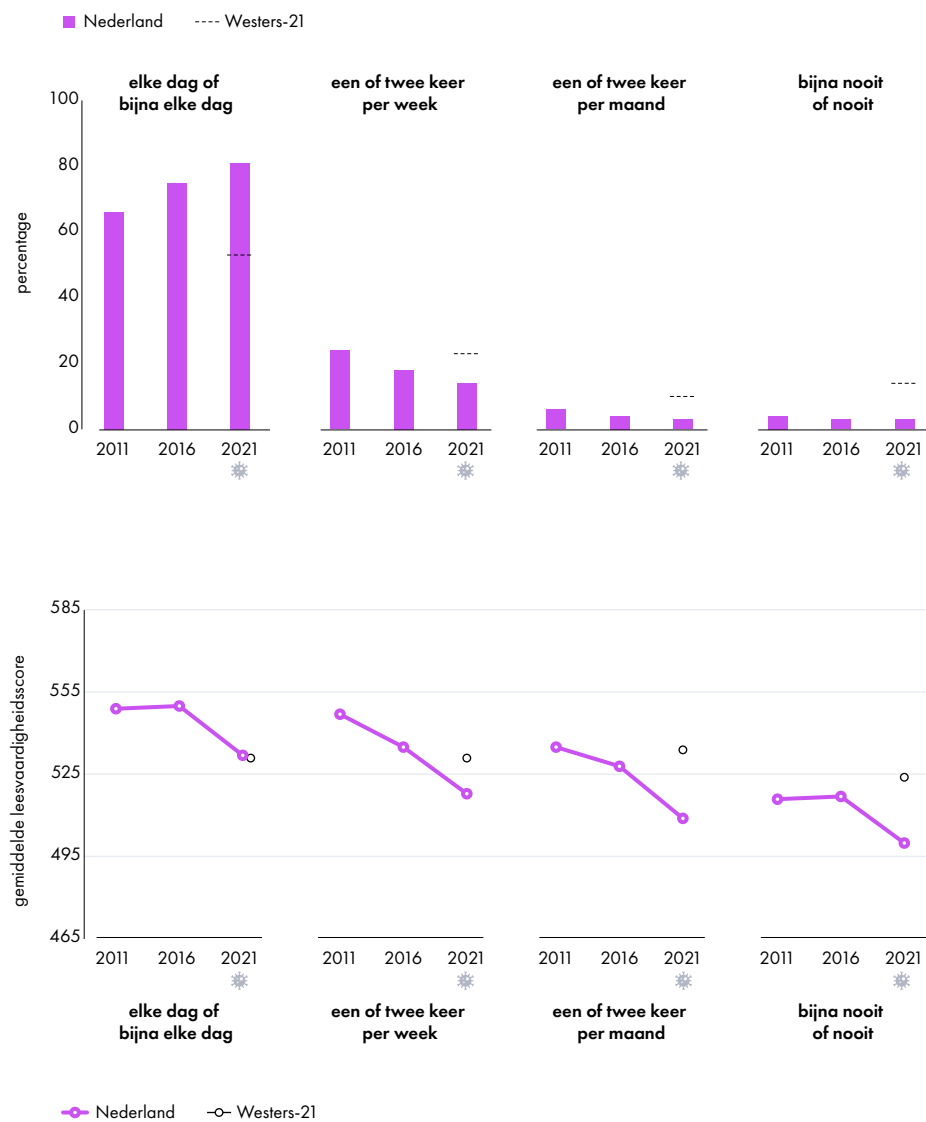 Nederland Westers-21
elke dag of
bijna elke dag
een of twee keer
per week
een of twee keer
per maand
bijna nooit
of nooit
percentage
100
80
60
40
20
0
2011 2016 2021
2011 2016 2021
2011 2016 2021
2011 2016 2021
gemiddelde leesvaardigheidsscore
585
555
525
495
465
2011 2016 2021
2011 2016 2021
2011 2016 2021
2011 2016 2021
elke dag of
bijna elke dag
een of twee keer
per week
een of twee keer
per maand
bijna nooit
of nooit
Nederland Westers-21